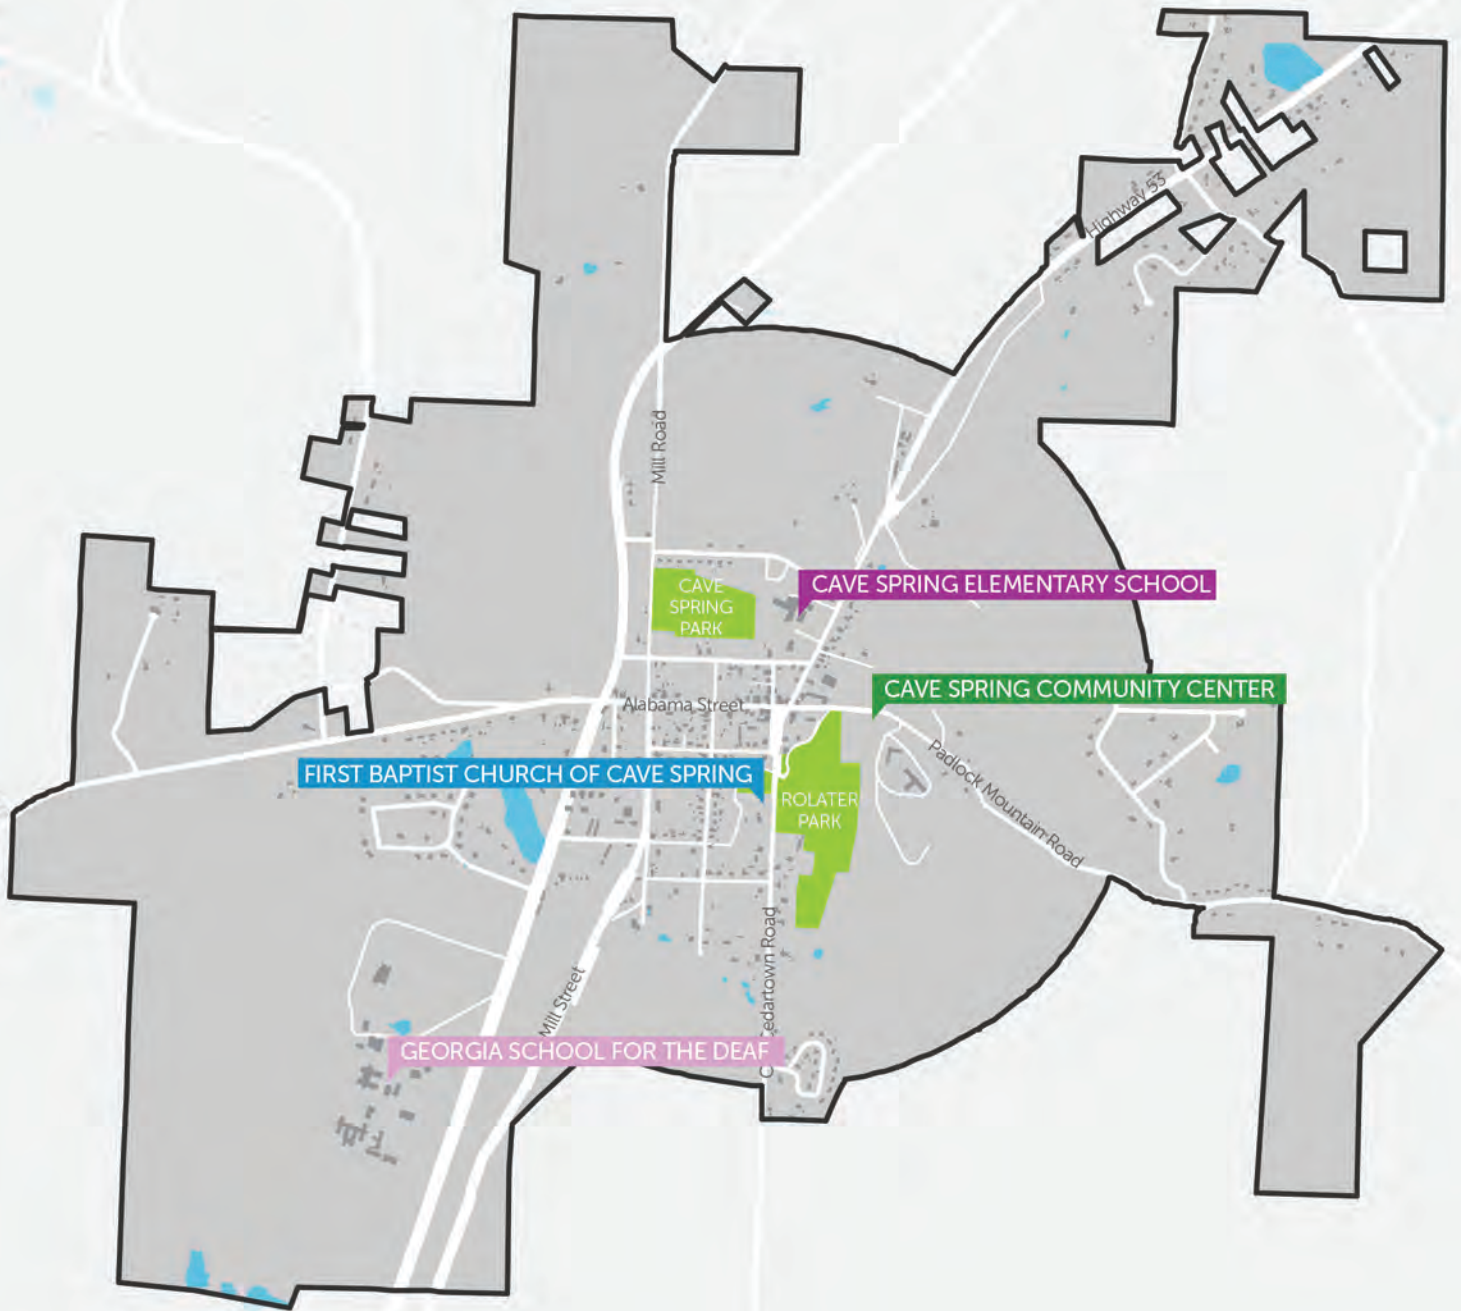 Highway 53
Mill Road
CAVE
SPRING
PARK
CAVE SPRING ELEMENTARY SCHOOL
CAVE SPRING COMMUNITY CENTER
Alabama Street
Padlock Mountain Road
FIRST BAPTIST CHURCH OF CAVE SPRING
ROLATER
PARK
Cedartown Road
Mill Street
GEORGIA SCHOOL FOR THE DEAF